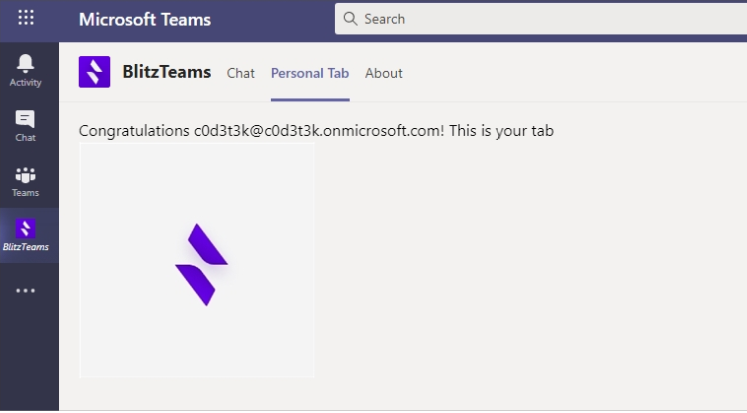 Microsoft Teams
Search
Activity
Chat
Teams
BlitzTeams
BlitzTeams Chat Personal Tab About
Congratulations c0d3t3k@c0d3t3k.onmicrosoft.com! This is your tab